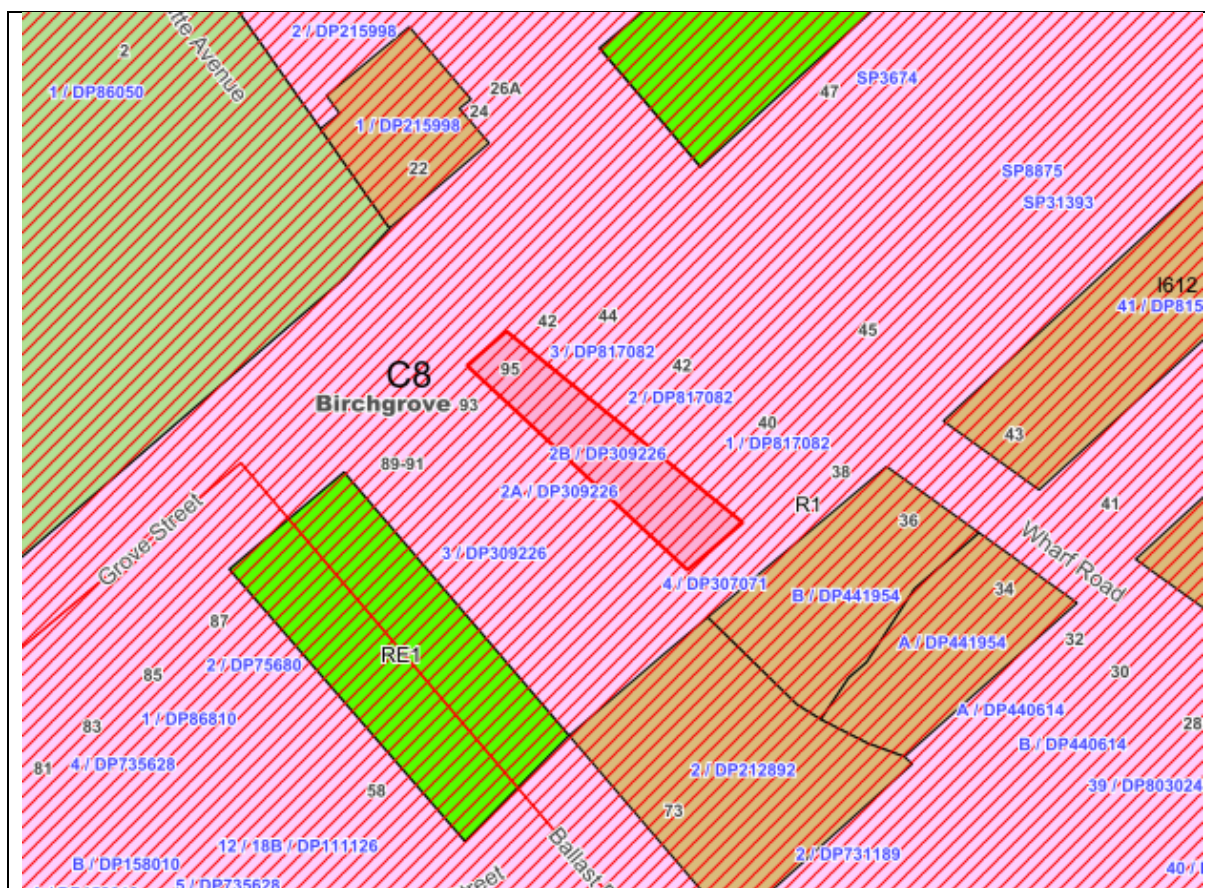 2
2 / DP215998
1 / DP86050
Avenue
26A
24
1 / DP215998
22
47
SP3674
SP8875
SP31393
I612
41 / DP815
42
44
3 / DP817082
45
C8
95
42
2 / DP817082
Birchgrove
93
40
1 / DP817082
43
2B / DP309226
89-91
38
2A / DP309226
R1
36
41
Grove Street
3 / DP309226
Wharf Road
4 / DP307071
B / DP441954
34
87
RE1
2 / DP75680
A / DP441954
32
85
30
83
1 / DP86810
A / DP440614
28
4 / DP735628
81
B / DP440614
2 / DP212892
39 / DP803024
58
73
12 / 18B / DP111126
Ballast
2 / DP731189
B / DP158010
40 /
5 / DP735628